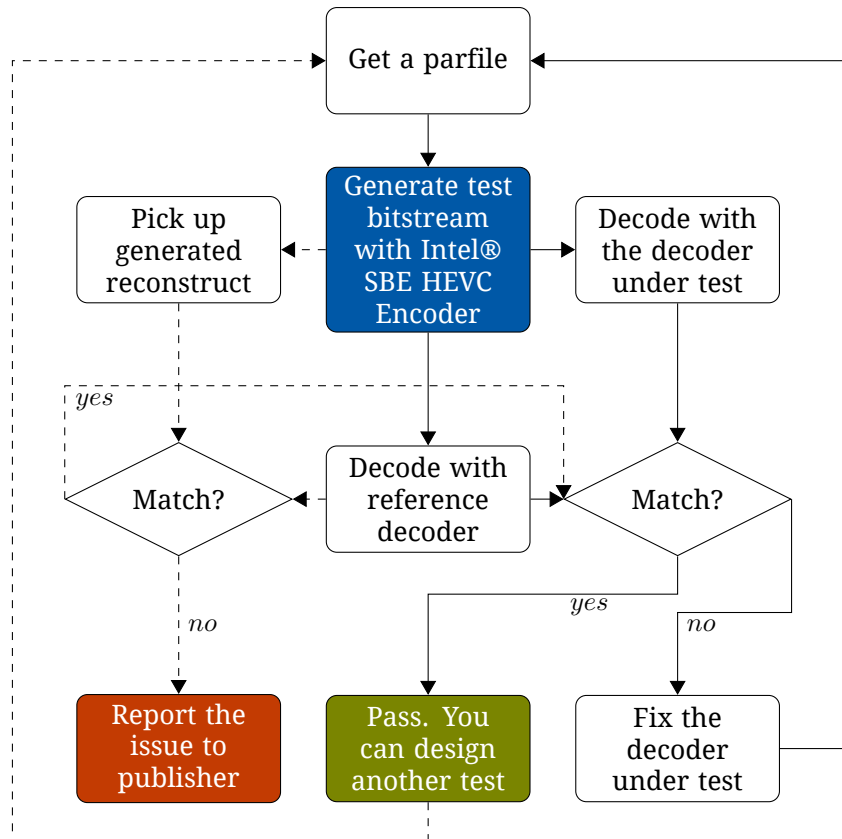 Get a parfile
Generate test
bitstream
with Intel®
SBE HEVC
Encoder
Pick up
generated
reconstruct
Decode with
the decoder
under test
yes
Match?
Decode with
reference
decoder
Match?
yes
no
no
Report the
issue to
publisher
Pass. You
can design
another test
Fix the
decoder
under test